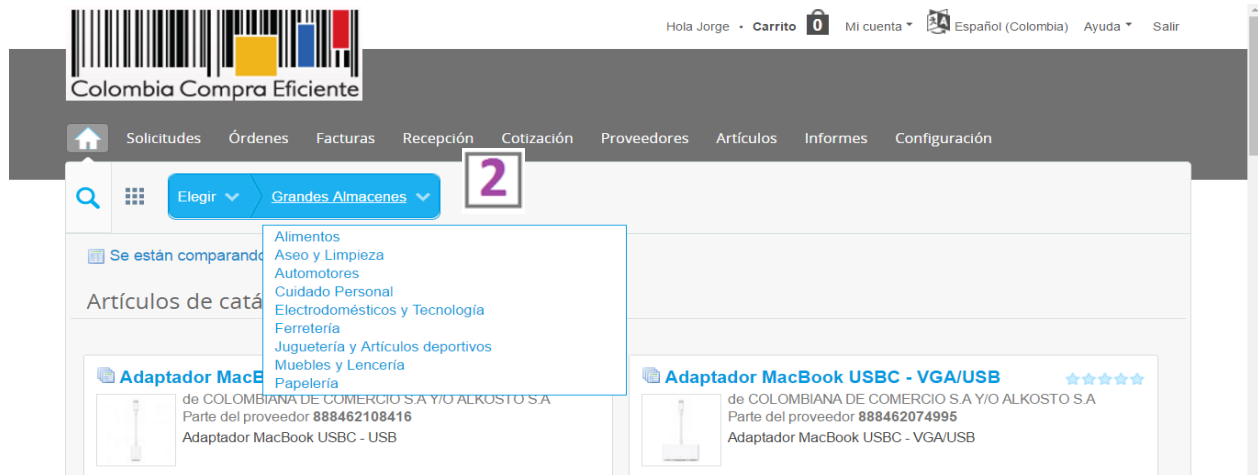 Hola Jorge · Carrito 0 Mi cuenta Español (Colombia) Ayuda Salir
Colombia Compra Eficiente
Solicitudes Órdenes Facturas Recepción Cotización Proveedores Artículos Informes Configuración
Elegir Grandes Almacenes 2
Alimentos
Se están comparando Aseo y Limpieza
Automotores
Cuidado Personal
Artículos de catá
Electrodomésticos y Tecnología
Ferretería
Juguetería y Artículos deportivos
Muebles y Lencería
Papelería
Adaptador MacB
de COLOMBIANA DE COMERCIO S.A Y/O ALKOSTO S.A
Parte del proveedor 888462108416
Adaptador MacBook USBC - USB
Adaptador MacBook USBC - VGA/USB
de COLOMBIANA DE COMERCIO S.A Y/O ALKOSTO S.A
Parte del proveedor 888462074995
Adaptador MacBook USBC - VGA/USB